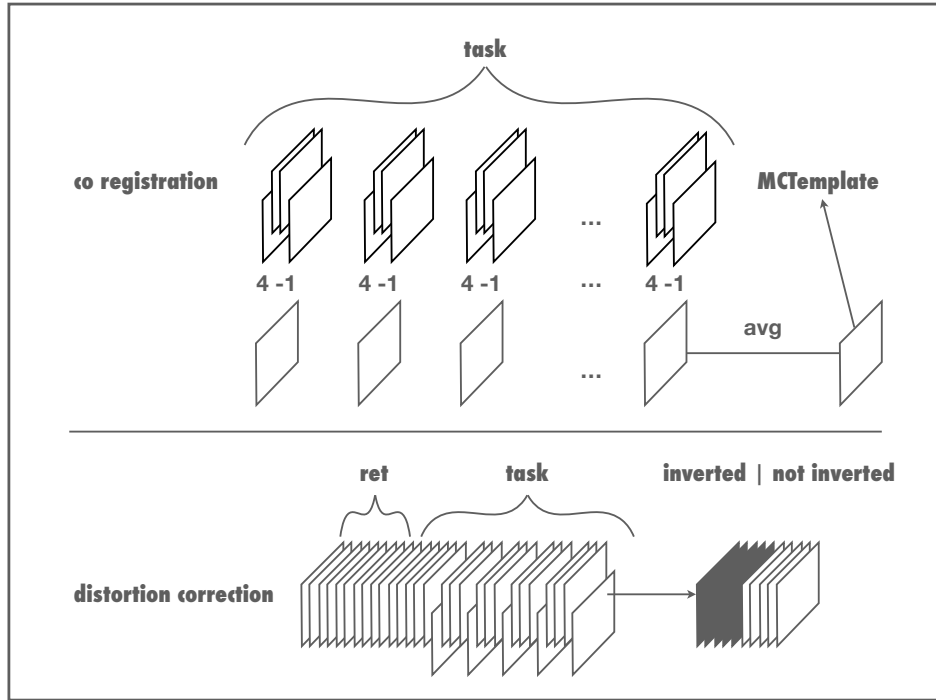 task
co registration
MCTemplate
...
4 -1 4 -1 4 -1 ... 4 -1
avg
...
ret task inverted | not inverted
distortion correction